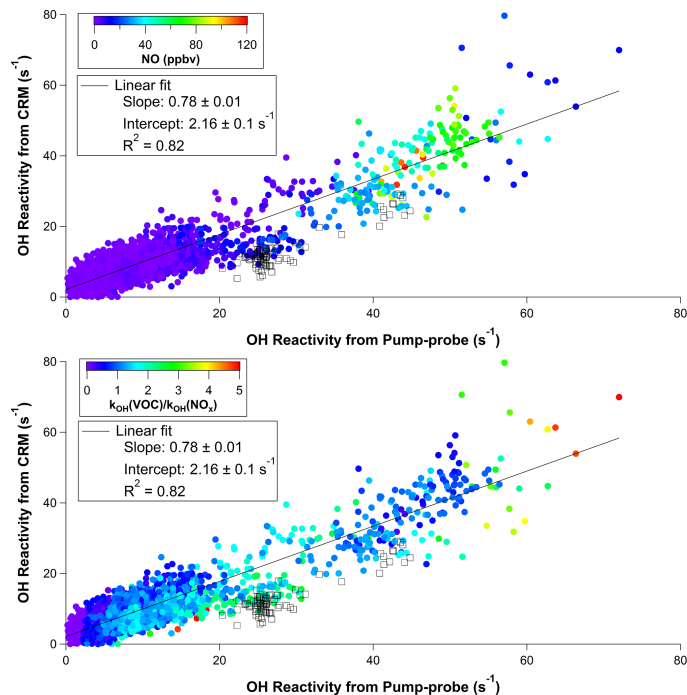 80
60
40
20
0
OH Reactivity from CRM (s⁻¹)
0 40 80 120
NO (ppbv)
Linear fit
Slope: 0.78 ± 0.01
Intercept: 2.16 ± 0.1 s⁻¹
R² = 0.82
0 20 40 60 80
OH Reactivity from Pump-probe (s⁻¹)
80
60
40
20
0
OH Reactivity from CRM (s⁻¹)
0 1 2 3 4 5
k_OH(VOC)/k_OH(NOₓ)
Linear fit
Slope: 0.78 ± 0.01
Intercept: 2.16 ± 0.1 s⁻¹
R² = 0.82
0 20 40 60 80
OH Reactivity from Pump-probe (s⁻¹)